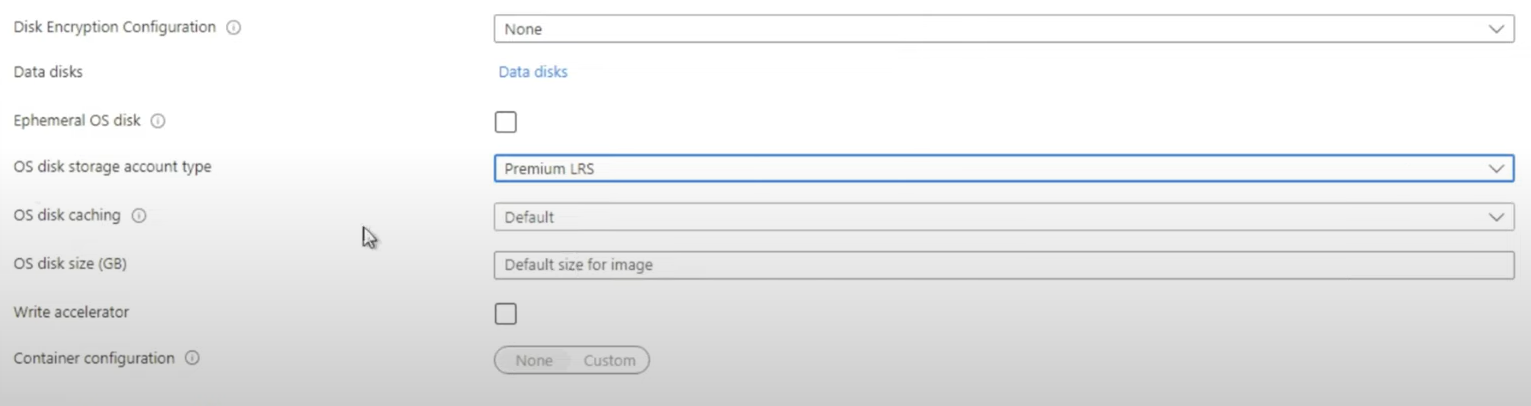 Disk Encryption Configuration
None
Data disks
Data disks
Ephemeral OS disk
OS disk storage account type
Premium LRS
OS disk caching
Default
OS disk size (GB)
Default size for image
Write accelerator
Container configuration
None Custom